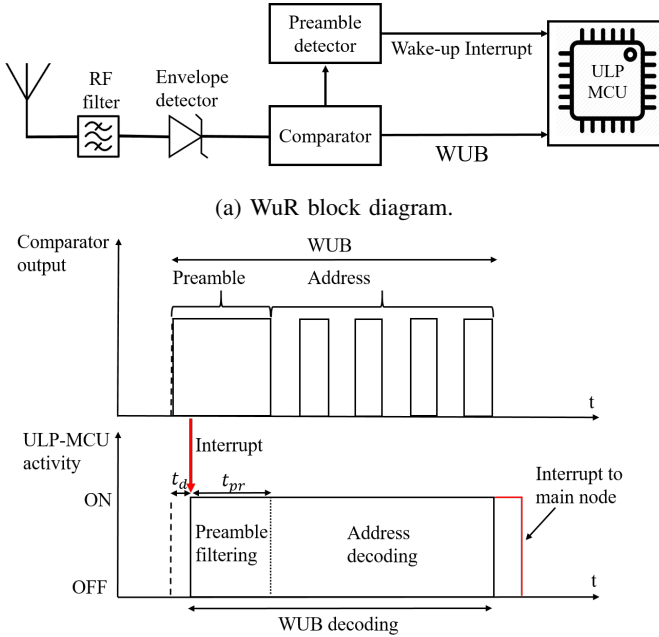 Preamble
detector
Wake-up Interrupt
ULP
MCU
RF
filter
Envelope
detector
Comparator
WUB
(a) WuR block diagram.
Comparator
output
WUB
Preamble
Address
t
ULP-MCU
activity
Interrupt
t_d
t_{pr}
Interrupt to
main node
ON
Preamble
filtering
Address
decoding
OFF
t
WUB decoding